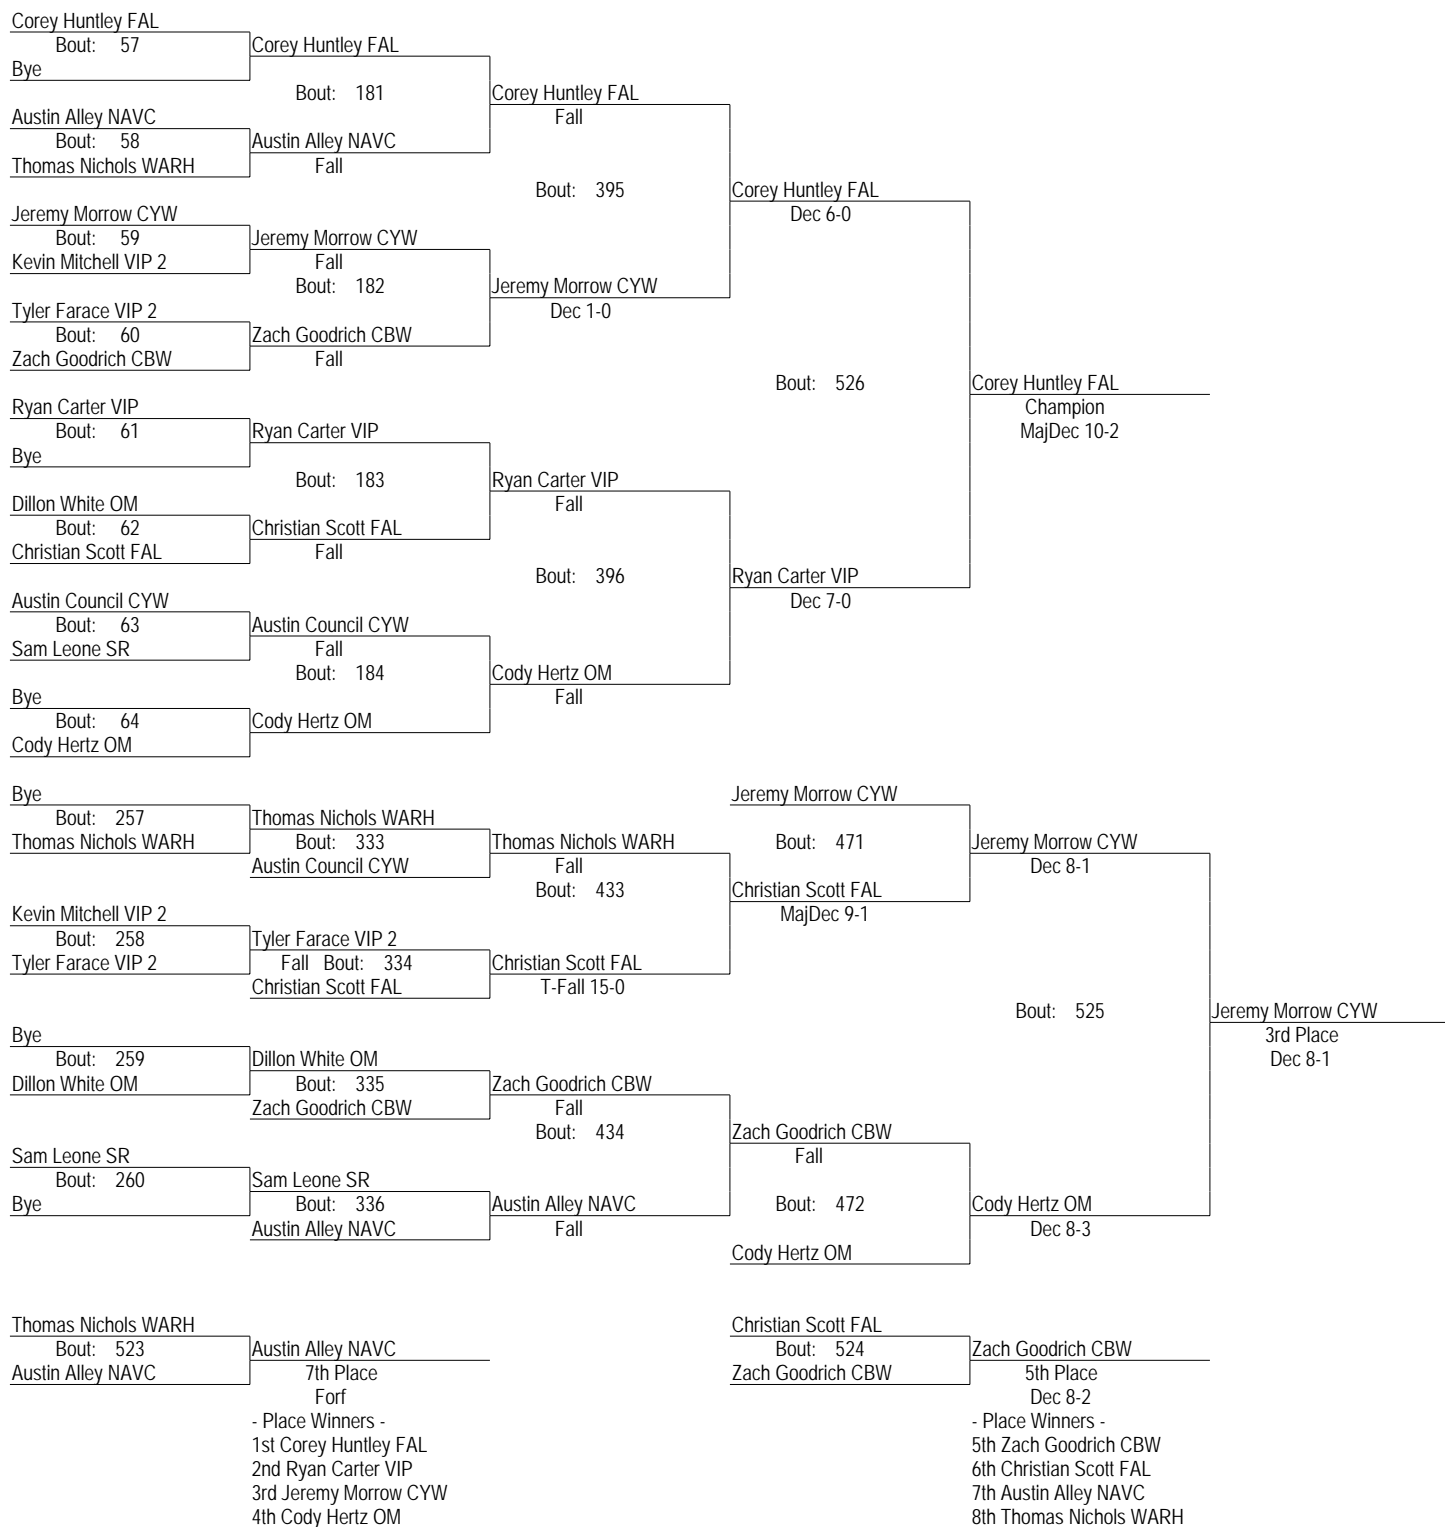 Corey Huntley FAL
Bout: 57
Corey Huntley FAL
Bye
Bout: 181
Corey Huntley FAL
Fall
Austin Alley NAVC
Bout: 58
Austin Alley NAVC
Thomas Nichols WARH
Fall
Bout: 395
Corey Huntley FAL
Dec 6-0
Jeremy Morrow CYW
Bout: 59
Jeremy Morrow CYW
Kevin Mitchell VIP 2
Fall
Bout: 182
Jeremy Morrow CYW
Dec 1-0
Tyler Farace VIP 2
Bout: 60
Zach Goodrich CBW
Zach Goodrich CBW
Fall
Bout: 526
Corey Huntley FAL
Champion
MajDec 10-2
Ryan Carter VIP
Bout: 61
Ryan Carter VIP
Bye
Bout: 183
Ryan Carter VIP
Fall
Dillon White OM
Bout: 62
Christian Scott FAL
Christian Scott FAL
Fall
Bout: 396
Ryan Carter VIP
Dec 7-0
Austin Council CYW
Bout: 63
Austin Council CYW
Sam Leone SR
Fall
Bout: 184
Cody Hertz OM
Fall
Bye
Bout: 64
Cody Hertz OM
Cody Hertz OM
Bye
Bout: 257
Thomas Nichols WARH
Thomas Nichols WARH
Bout: 333
Austin Council CYW
Thomas Nichols WARH
Fall
Bout: 433
Jeremy Morrow CYW
Bout: 471
Jeremy Morrow CYW
Dec 8-1
Christian Scott FAL
MajDec 9-1
Kevin Mitchell VIP 2
Bout: 258
Tyler Farace VIP 2
Tyler Farace VIP 2
Fall Bout: 334
Christian Scott FAL
Christian Scott FAL
T-Fall 15-0
Bout: 525
Jeremy Morrow CYW
3rd Place
Dec 8-1
Bye
Bout: 259
Dillon White OM
Dillon White OM
Bout: 335
Zach Goodrich CBW
Zach Goodrich CBW
Fall
Bout: 434
Zach Goodrich CBW
Fall
Sam Leone SR
Bout: 260
Bye
Sam Leone SR
Bout: 336
Austin Alley NAVC
Austin Alley NAVC
Fall
Bout: 472
Cody Hertz OM
Dec 8-3
Cody Hertz OM
Thomas Nichols WARH
Bout: 523
Austin Alley NAVC
Austin Alley NAVC
7th Place
Forf
- Place Winners -
1st Corey Huntley FAL
2nd Ryan Carter VIP
3rd Jeremy Morrow CYW
4th Cody Hertz OM
Christian Scott FAL
Bout: 524
Zach Goodrich CBW
Zach Goodrich CBW
5th Place
Dec 8-2
- Place Winners -
5th Zach Goodrich CBW
6th Christian Scott FAL
7th Austin Alley NAVC
8th Thomas Nichols WARH